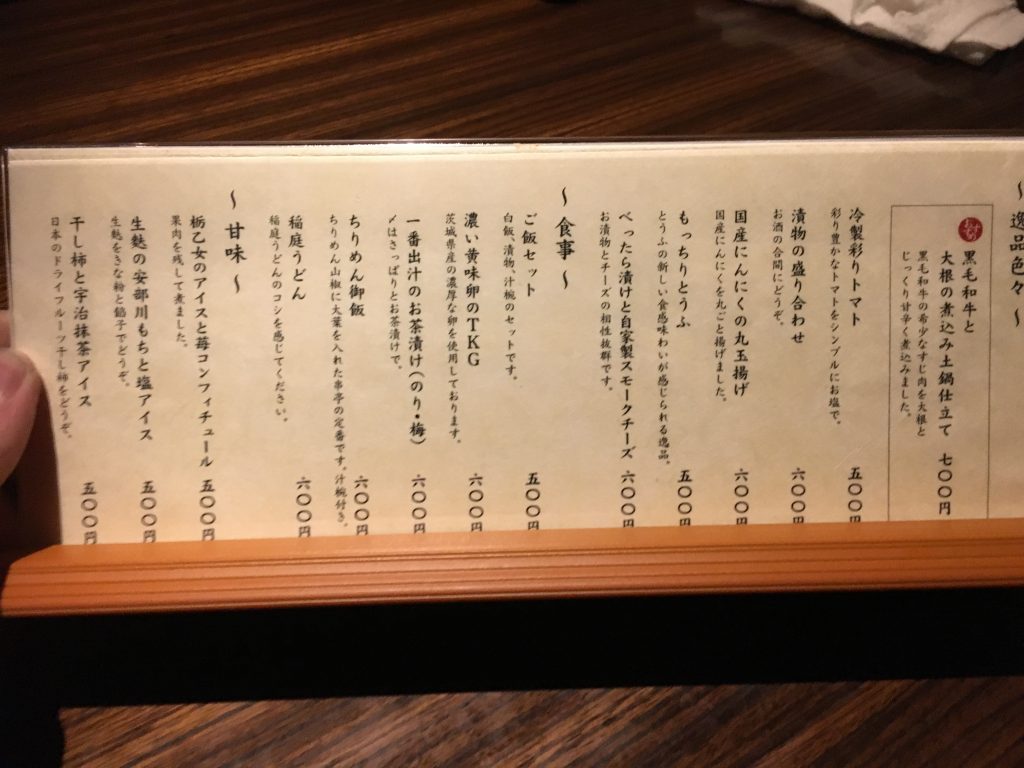 〜 逸品色々 〜
おすすめ
黒毛和牛と
大根の煮込み土鍋仕立て 七〇〇円
黒毛和牛の希少なすじ肉を大根と
じっくり甘辛く煮込みました。
冷製彩りトマト 五〇〇円
彩り豊かなトマトをシンプルにお塩で。
漬物の盛り合わせ 六〇〇円
お酒の合間にどうぞ。
国産にんにくの丸玉揚げ 六〇〇円
国産にんにくを丸ごと揚げました。
もっちりとうふ 五〇〇円
とうふの新しい食感味わいが感じられる逸品。
べったら漬けと自家製スモークチーズ 六〇〇円
お漬物とチーズの相性抜群です。
〜 食事 〜
ご飯セット 五〇〇円
白飯、漬物、汁椀のセットです。
濃い黄味卵のTKG 六〇〇円
茨城県産の濃厚な卵を使用しております。
一番出汁のお茶漬け(のり・梅) 六〇〇円
〆はさっぱりとお茶漬けで。
ちりめん御飯 六〇〇円
ちりめん山椒に大葉を入れた串亭の定番です。汁椀付き。
稲庭うどん 六〇〇円
稲庭うどんのコシを感じてください。
〜 甘味 〜
栃乙女のアイスと苺コンフィチュール 五〇〇円
果肉を残して煮ました。
生麩の安部川もちと塩アイス 五〇〇円
生麩をきな粉と餡子でどうぞ。
干し柿と宇治抹茶アイス 五〇〇円
日本のドライフルーツ干し柿をどうぞ。